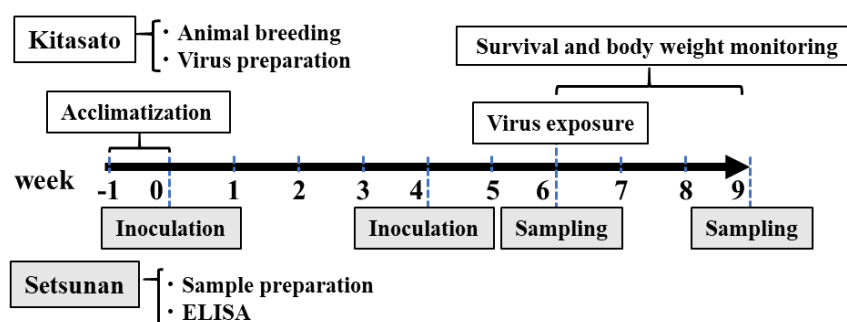 Kitasato
・ Animal breeding
・ Virus preparation
Survival and body weight monitoring
Acclimatization
Virus exposure
week
-1 0 1 2 3 4 5 6 7 8 9
Inoculation Inoculation Sampling Sampling
Setsunan
・ Sample preparation
・ ELISA